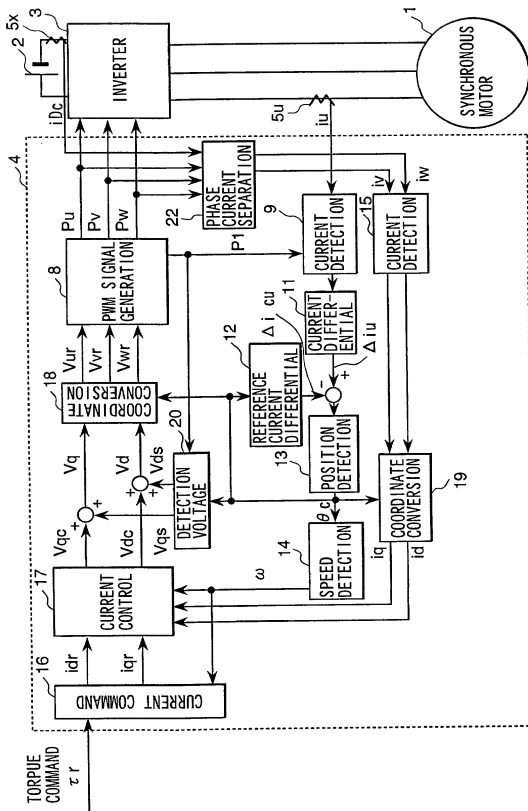 TORPUE
COMMAND
τ r
16
CURRENT COMMAND
idr
iqr
17
CURRENT
CONTROL
Vqc
Vdc
Vqs
Vq
Vd
Vds
+
+
+
+
20
DETECTION
VOLTAGE
18
COORDINATE
CONVERSION
Vur
Vvr
Vwr
8
PWM SIGNAL
GENERATION
Pu
Pv
Pw
P1
4
iDc
2
5x
3
INVERTER
5u
iu
1
SYNCHRONOUS
MOTOR
22
PHASE
CURRENT
SEPARATION
iv
iw
9
CURRENT
DETECTION
15
CURRENT
DETECTION
11
CURRENT
DIFFER-
ENTIAL
Δ i cu
Δ iu
-
+
12
REFERENCE
CURRENT
DIFFERENTIAL
13
POSITION
DETECTION
θ c
14
SPEED
DETECTION
ω
19
COORDINATE
CONVERSION
iq
id